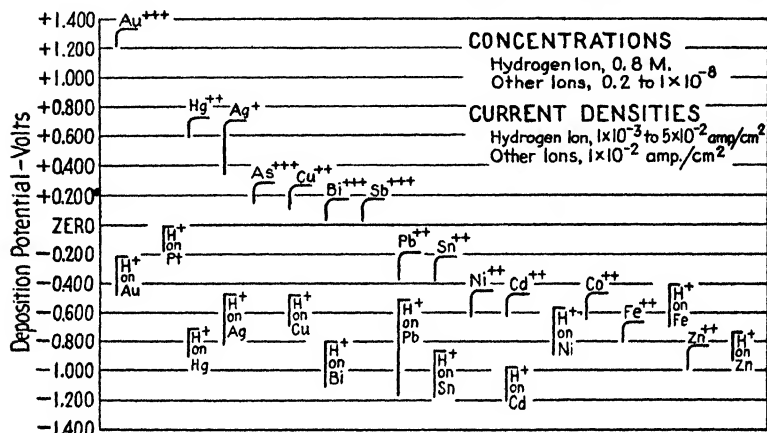 Deposition Potential-Volts
+1.400
+1.200
+1.000
+0.800
+0.600
+0.400
+0.200
ZERO
-0.200
-0.400
-0.600
-0.800
-1.000
-1.200
-1.400
CONCENTRATIONS
Hydrogen Ion, 0.8 M.
Other Ions, 0.2 to 1×10⁻⁸
CURRENT DENSITIES
Hydrogen Ion, 1×10⁻³ to 5×10⁻² amp/cm²
Other Ions, 1×10⁻² amp./cm²
Au+++
Hg++
Ag+
As+++
Cu++
Bi+++
Sb+++
Pb++
Sn++
Ni++
Cd++
Co++
Fe++
Zn++
H+
on
Pt
H+
on
Au
H+
on
Hg
H+
on
Ag
H+
on
Cu
H+
on
Bi
H+
on
Pb
H+
on
Sn
H+
on
Cd
H+
on
Ni
H+
on
Fe
H+
on
Zn